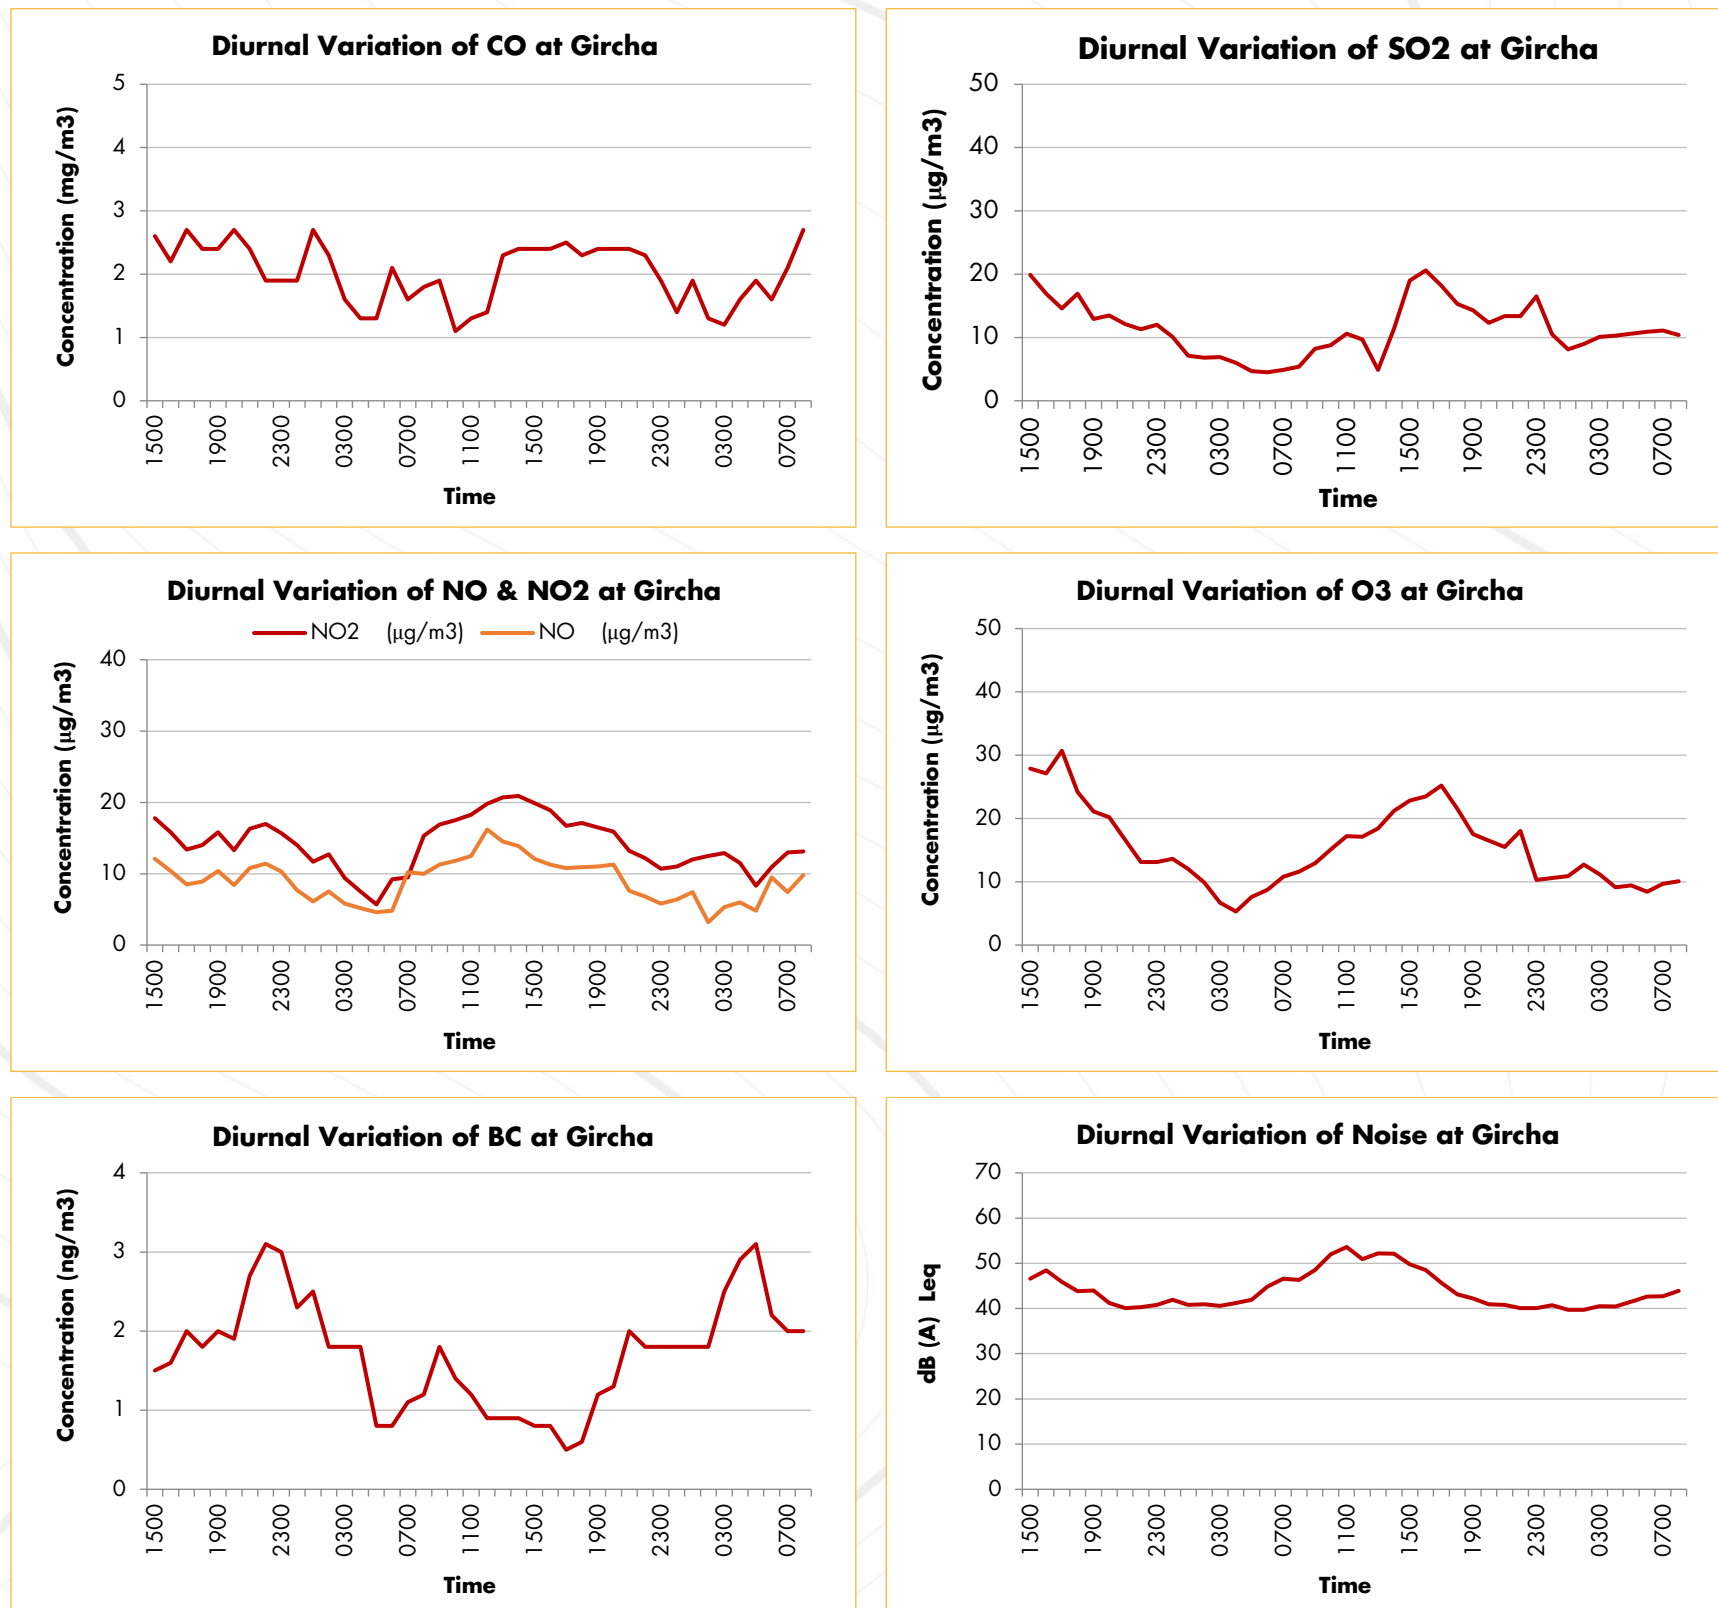 Diurnal Variation of CO at Gircha
Concentration (mg/m3)
5
4
3
2
1
0
1500 1900 2300 0300 0700 1100 1500 1900 2300 0300 0700
Time
Diurnal Variation of SO2 at Gircha
Concentration (µg/m3)
50
40
30
20
10
0
1500 1900 2300 0300 0700 1100 1500 1900 2300 0300 0700
Time
Diurnal Variation of NO & NO2 at Gircha
NO2 (µg/m3) NO (µg/m3)
Concentration (µg/m3)
40
30
20
10
0
1500 1900 2300 0300 0700 1100 1500 1900 2300 0300 0700
Time
Diurnal Variation of O3 at Gircha
Concentration (µg/m3)
50
40
30
20
10
0
1500 1900 2300 0300 0700 1100 1500 1900 2300 0300 0700
Time
Diurnal Variation of BC at Gircha
Concentration (ng/m3)
4
3
2
1
0
1500 1900 2300 0300 0700 1100 1500 1900 2300 0300 0700
Time
Diurnal Variation of Noise at Gircha
dB (A) Leq
70
60
50
40
30
20
10
0
1500 1900 2300 0300 0700 1100 1500 1900 2300 0300 0700
Time